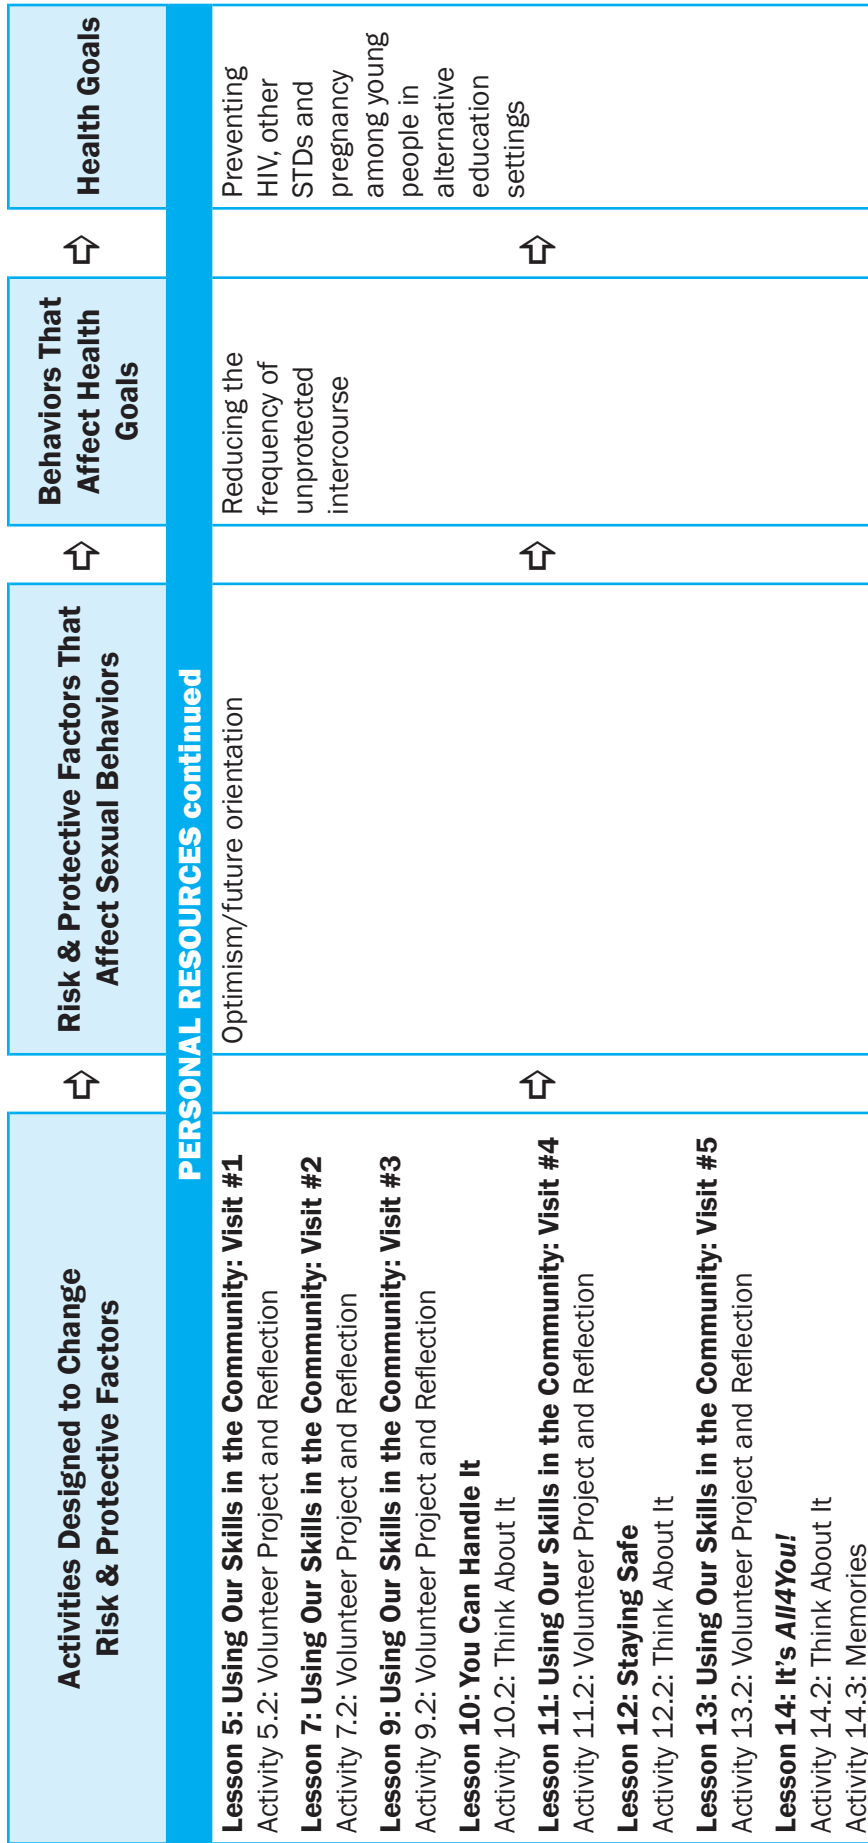 Activities Designed to Change
Risk & Protective Factors
⇨
Risk & Protective Factors That
Affect Sexual Behaviors
⇨
Behaviors That
Affect Health
Goals
⇨
Health Goals
PERSONAL RESOURCES continued
Lesson 5: Using Our Skills in the Community: Visit #1
Activity 5.2: Volunteer Project and Reflection
Lesson 7: Using Our Skills in the Community: Visit #2
Activity 7.2: Volunteer Project and Reflection
Lesson 9: Using Our Skills in the Community: Visit #3
Activity 9.2: Volunteer Project and Reflection
Lesson 10: You Can Handle It
Activity 10.2: Think About It
Lesson 11: Using Our Skills in the Community: Visit #4
Activity 11.2: Volunteer Project and Reflection
Lesson 12: Staying Safe
Activity 12.2: Think About It
Lesson 13: Using Our Skills in the Community: Visit #5
Activity 13.2: Volunteer Project and Reflection
Lesson 14: It's All4You!
Activity 14.2: Think About It
Activity 14.3: Memories
⇨
Optimism/future orientation
⇨
Reducing the
frequency of
unprotected
intercourse
⇨
Preventing
HIV, other
STDs and
pregnancy
among young
people in
alternative
education
settings